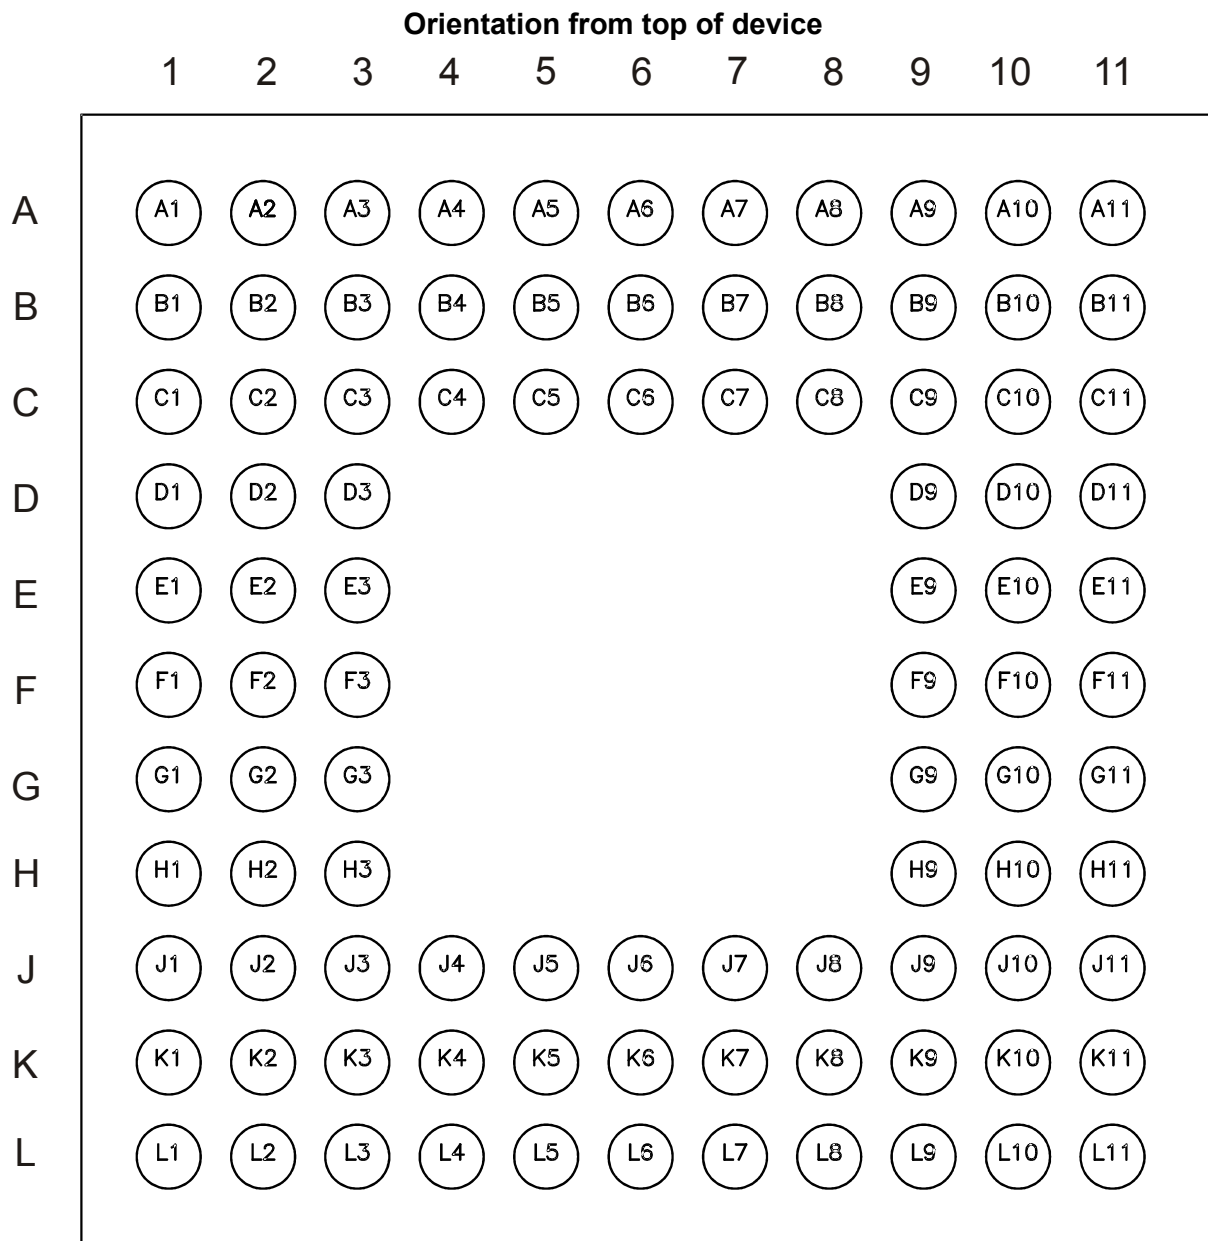 Orientation from top of device
1 2 3 4 5 6 7 8 9 10 11
A A1 A2 A3 A4 A5 A6 A7 A8 A9 A10 A11
B B1 B2 B3 B4 B5 B6 B7 B8 B9 B10 B11
C C1 C2 C3 C4 C5 C6 C7 C8 C9 C10 C11
D D1 D2 D3 D9 D10 D11
E E1 E2 E3 E9 E10 E11
F F1 F2 F3 F9 F10 F11
G G1 G2 G3 G9 G10 G11
H H1 H2 H3 H9 H10 H11
J J1 J2 J3 J4 J5 J6 J7 J8 J9 J10 J11
K K1 K2 K3 K4 K5 K6 K7 K8 K9 K10 K11
L L1 L2 L3 L4 L5 L6 L7 L8 L9 L10 L11